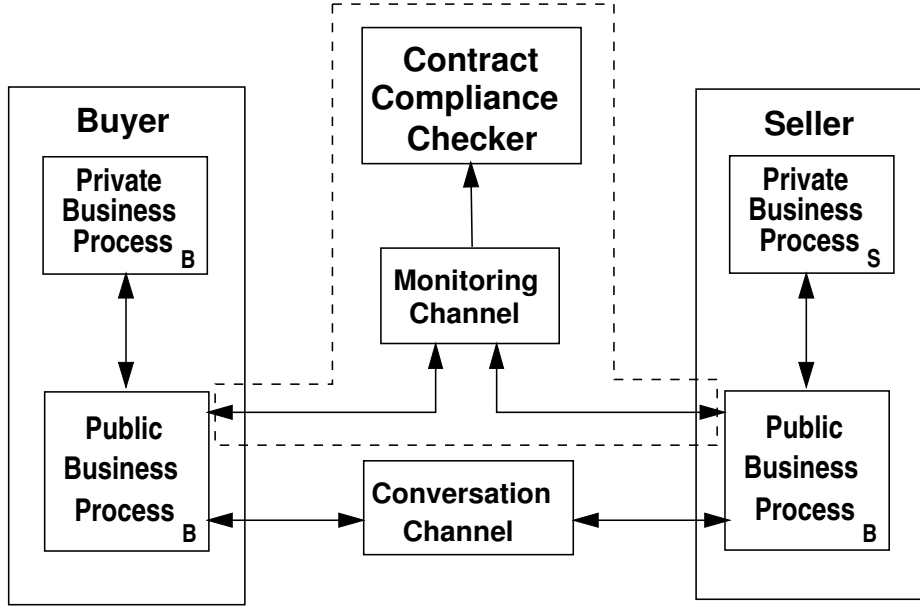 Contract
Compliance
Checker
Buyer
Private
Business
Process
B
Public
Business
Process
B
Monitoring
Channel
Conversation
Channel
Seller
Private
Business
Process
S
Public
Business
Process
B